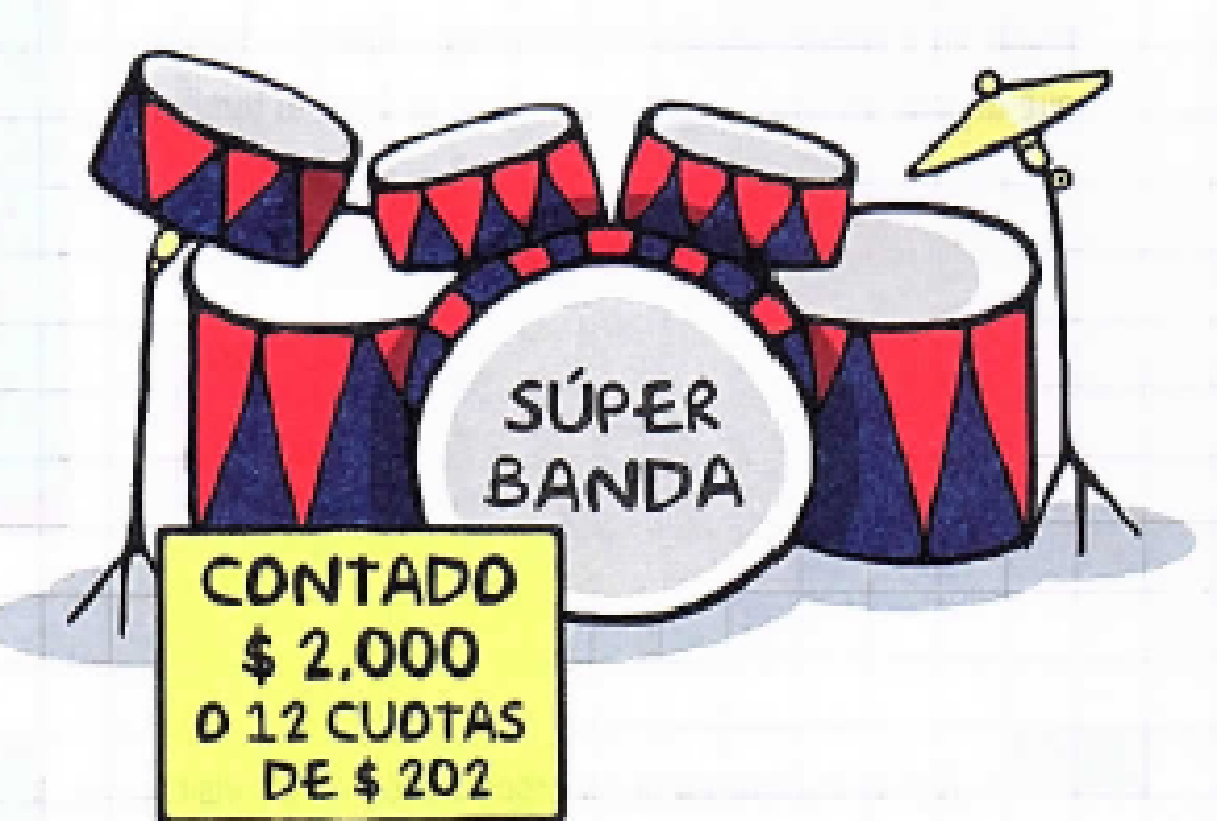 SÚPER
BANDA
CONTADO
$ 2.000
O 12 CUOTAS
DE $ 202